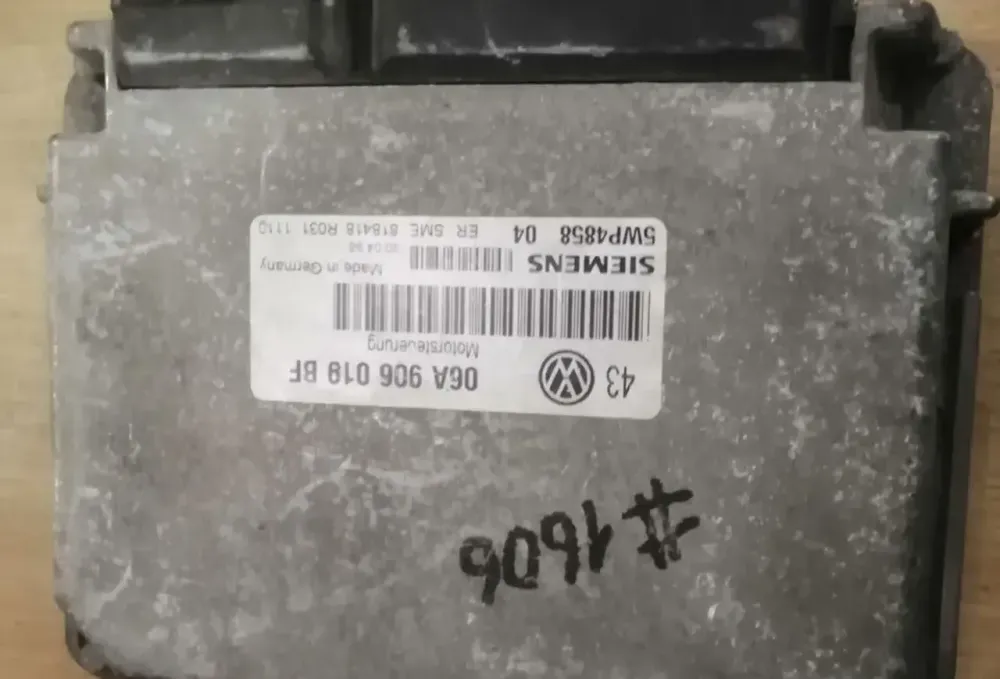 #1606
43 06A 906 019 BF
Motorsteuerung
SIEMENS Made in Germany
5WP4858 04 ER SME 818418 R031 1110